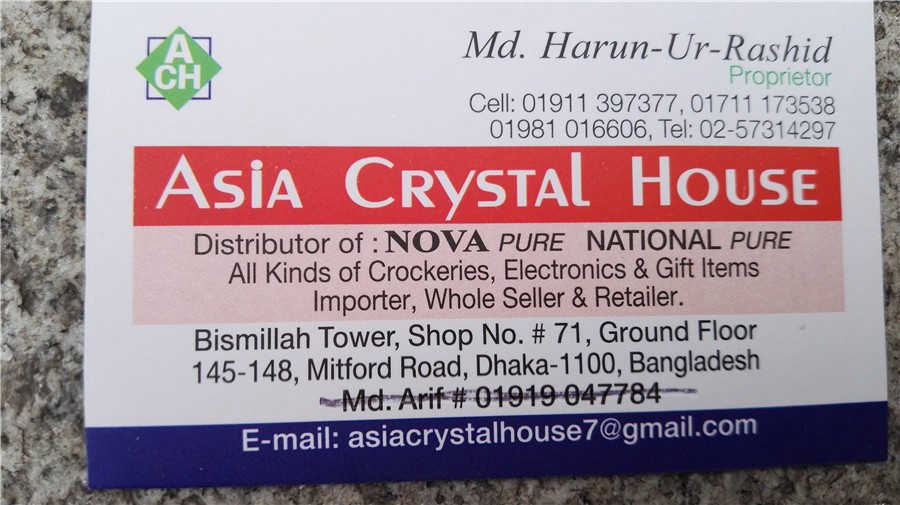 A
CH
Md. Harun-Ur-Rashid
Proprietor
Cell: 01911 397377, 01711 173538
01981 016606, Tel: 02-57314297
ASiA CRYSTAL HOUSE
Distributor of : NOVA PURE NATIONAL PURE
All Kinds of Crockeries, Electronics & Gift Items
Importer, Whole Seller & Retailer.
Bismillah Tower, Shop No. # 71, Ground Floor
145-148, Mitford Road, Dhaka-1100, Bangladesh
Md. Arif # 01919 047784
E-mail: asiacrystalhouse7@gmail.com